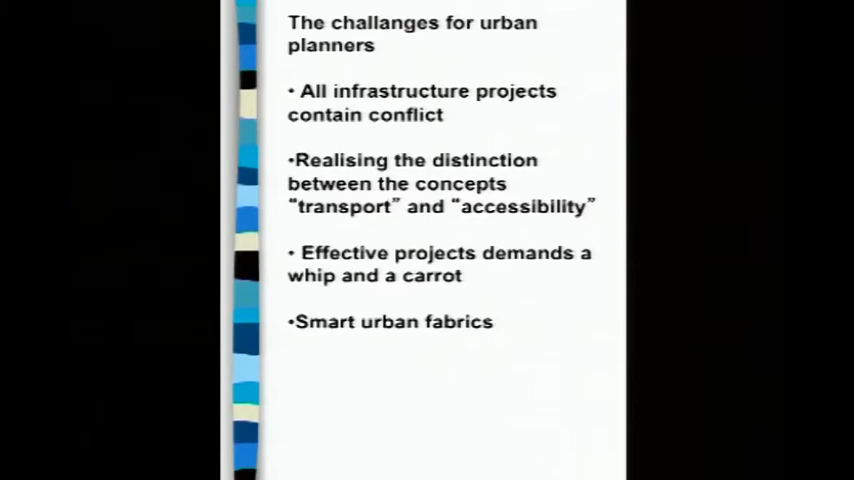 The challanges for urban
planners
• All infrastructure projects
contain conflict
•Realising the distinction
between the concepts
“transport” and “accessibility”
• Effective projects demands a
whip and a carrot
•Smart urban fabrics